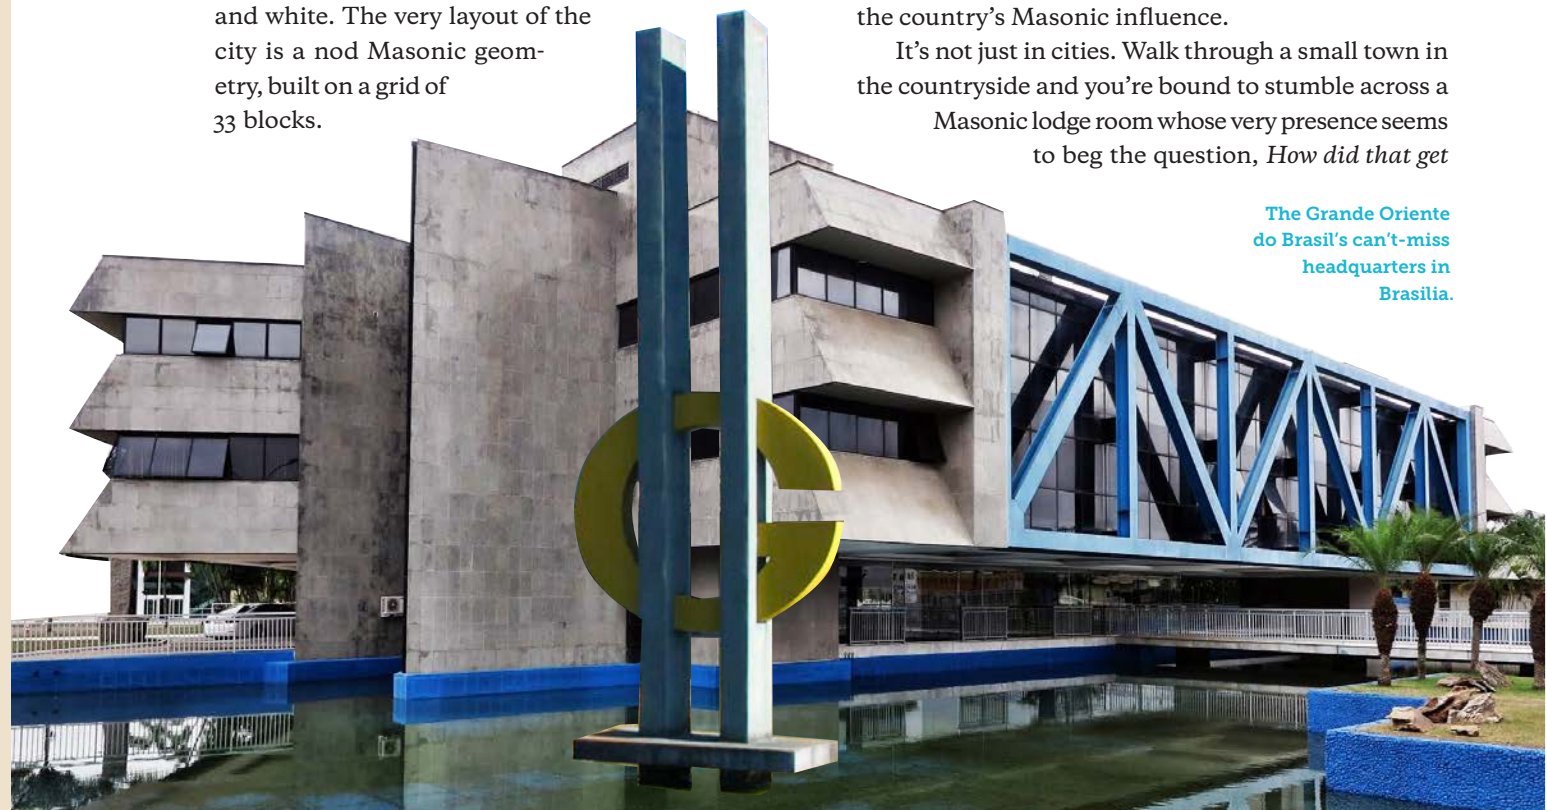 and white. The very layout of the
city is a nod Masonic geom-
etry, built on a grid of
33 blocks.
the country’s Masonic influence.
It’s not just in cities. Walk through a small town in
the countryside and you’re bound to stumble across a
Masonic lodge room whose very presence seems
to beg the question, How did that get
The Grande Oriente
do Brasil’s can’t-miss
headquarters in
Brasilia.
G